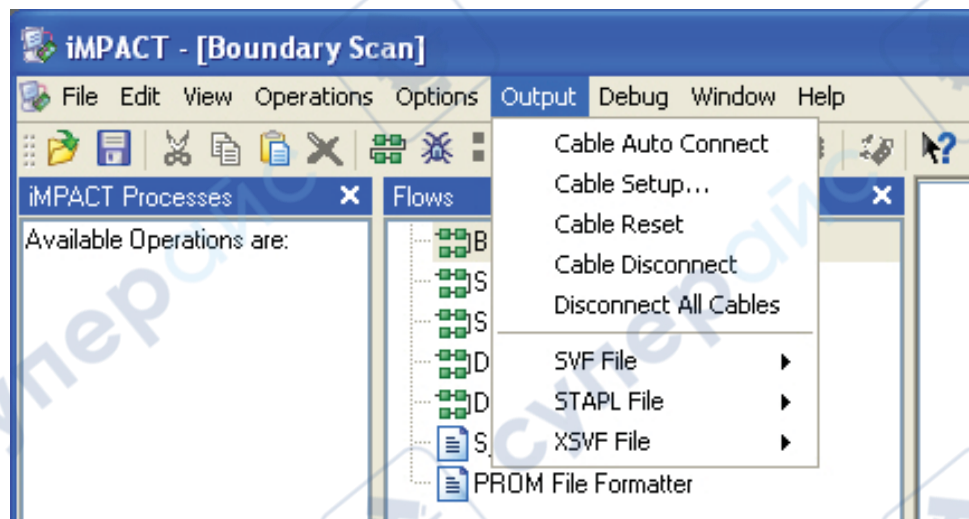 iMPACT - [Boundary Scan]
File Edit View Operations Options Output Debug Window Help
iMPACT Processes
Flows
Available Operations are:
B
S
S
D
D
S
PROM File Formatter
Cable Auto Connect
Cable Setup...
Cable Reset
Cable Disconnect
Disconnect All Cables
SVF File
STAPL File
XSVF File
суперайс
суперайс